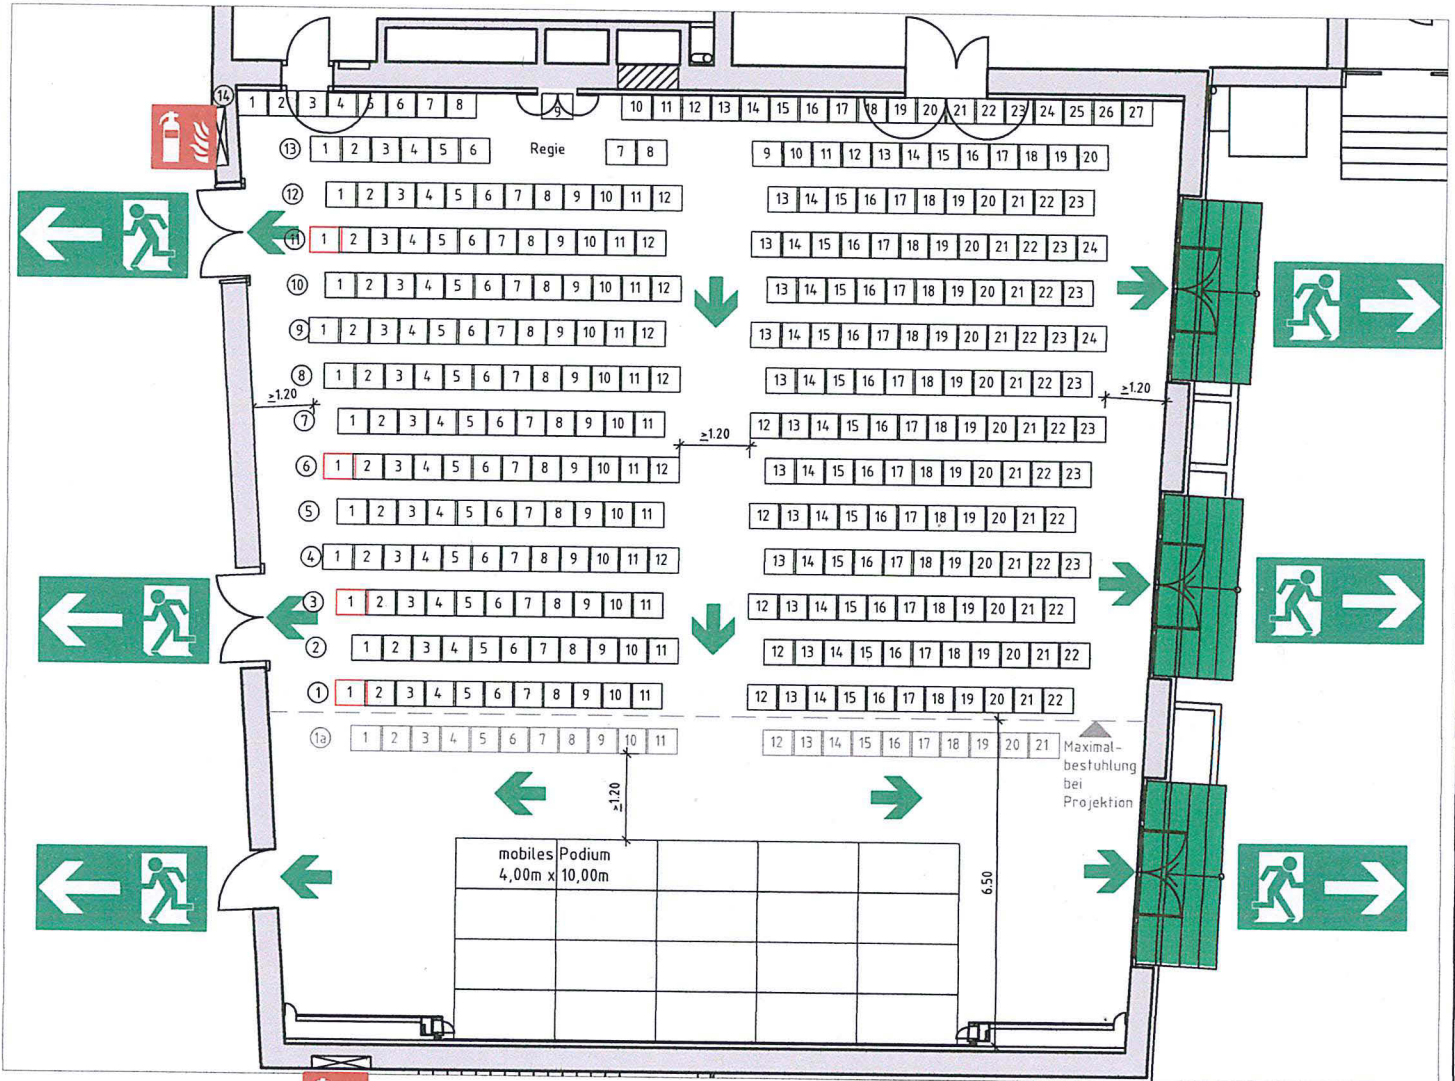 14 1 2 3 4 5 6 7 8 9 10 11 12 13 14 15 16 17 18 19 20 21 22 23 24 25 26 27
13 1 2 3 4 5 6 Regie 7 8 9 10 11 12 13 14 15 16 17 18 19 20
12 1 2 3 4 5 6 7 8 9 10 11 12 13 14 15 16 17 18 19 20 21 22 23
11 1 2 3 4 5 6 7 8 9 10 11 12 13 14 15 16 17 18 19 20 21 22 23 24
10 1 2 3 4 5 6 7 8 9 10 11 12 13 14 15 16 17 18 19 20 21 22 23
9 1 2 3 4 5 6 7 8 9 10 11 12 13 14 15 16 17 18 19 20 21 22 23 24
8 1 2 3 4 5 6 7 8 9 10 11 12 13 14 15 16 17 18 19 20 21 22 23
≥1.20 ≥1.20
7 1 2 3 4 5 6 7 8 9 10 11 12 13 14 15 16 17 18 19 20 21 22 23
≥1.20
6 1 2 3 4 5 6 7 8 9 10 11 12 13 14 15 16 17 18 19 20 21 22 23
5 1 2 3 4 5 6 7 8 9 10 11 12 13 14 15 16 17 18 19 20 21 22
4 1 2 3 4 5 6 7 8 9 10 11 12 13 14 15 16 17 18 19 20 21 22 23
3 1 2 3 4 5 6 7 8 9 10 11 12 13 14 15 16 17 18 19 20 21 22
2 1 2 3 4 5 6 7 8 9 10 11 12 13 14 15 16 17 18 19 20 21 22
1 1 2 3 4 5 6 7 8 9 10 11 12 13 14 15 16 17 18 19 20 21 22
1a 1 2 3 4 5 6 7 8 9 10 11 12 13 14 15 16 17 18 19 20 21
Maximal-
bestuhlung
bei
Projektion
≥1.20
mobiles Podium
4,00m x 10,00m
6.50